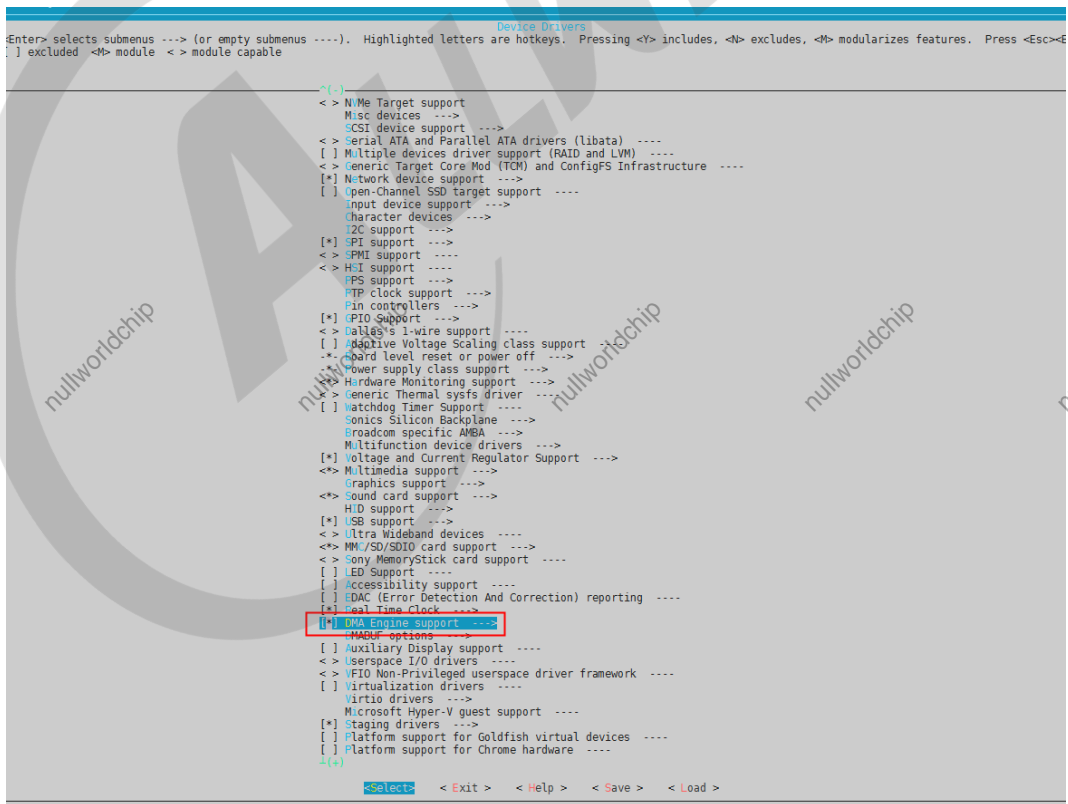 Device Drivers
<Enter> selects submenus ---> (or empty submenus ----).  Highlighted letters are hotkeys.  Pressing <Y> includes, <N> excludes, <M> modularizes features.  Press <Esc><E
[ ] excluded  <M> module  < > module capable
^(-)
< > NVMe Target support
Misc devices  --->
SCSI device support  --->
< > Serial ATA and Parallel ATA drivers (libata)  ----
[ ] Multiple devices driver support (RAID and LVM)  ----
< > Generic Target Core Mod (TCM) and ConfigFS Infrastructure  ----
[*] Network device support  --->
[ ] Open-Channel SSD target support  ----
Input device support  --->
Character devices  --->
I2C support  --->
[*] SPI support  --->
< > SPMI support  ----
< > HSI support  ----
PPS support  --->
PTP clock support  --->
Pin controllers  --->
[*] GPIO Support  --->
< > Dallas's 1-wire support  ----
[ ] Adaptive Voltage Scaling class support  ----
-*- Board level reset or power off  --->
-*- Power supply class support  --->
<*> Hardware Monitoring support  --->
< > Generic Thermal sysfs driver  ----
[ ] Watchdog Timer Support  ----
Sonics Silicon Backplane  --->
Broadcom specific AMBA  --->
Multifunction device drivers  --->
[*] Voltage and Current Regulator Support  --->
<*> Multimedia support  --->
Graphics support  --->
<*> Sound card support  --->
HID support  --->
[*] USB support  --->
< > Ultra Wideband devices  ----
<*> MMC/SD/SDIO card support  --->
< > Sony MemoryStick card support  ----
[ ] LED Support  ----
[ ] Accessibility support  ----
[ ] EDAC (Error Detection And Correction) reporting  ----
[*] Real Time Clock  --->
[*] DMA Engine support  --->
DMABUF options  --->
[ ] Auxiliary Display support  ----
< > Userspace I/O drivers  ----
< > VFIO Non-Privileged userspace driver framework  ----
[ ] Virtualization drivers  ----
Virtio drivers  --->
Microsoft Hyper-V guest support  ----
[*] Staging drivers  --->
[ ] Platform support for Goldfish virtual devices  ----
[ ] Platform support for Chrome hardware  ----
⊥(+)
<Select>    < Exit >    < Help >    < Save >    < Load >
nullworldchip
nullworldchip
nullworldchip
nullworldchip